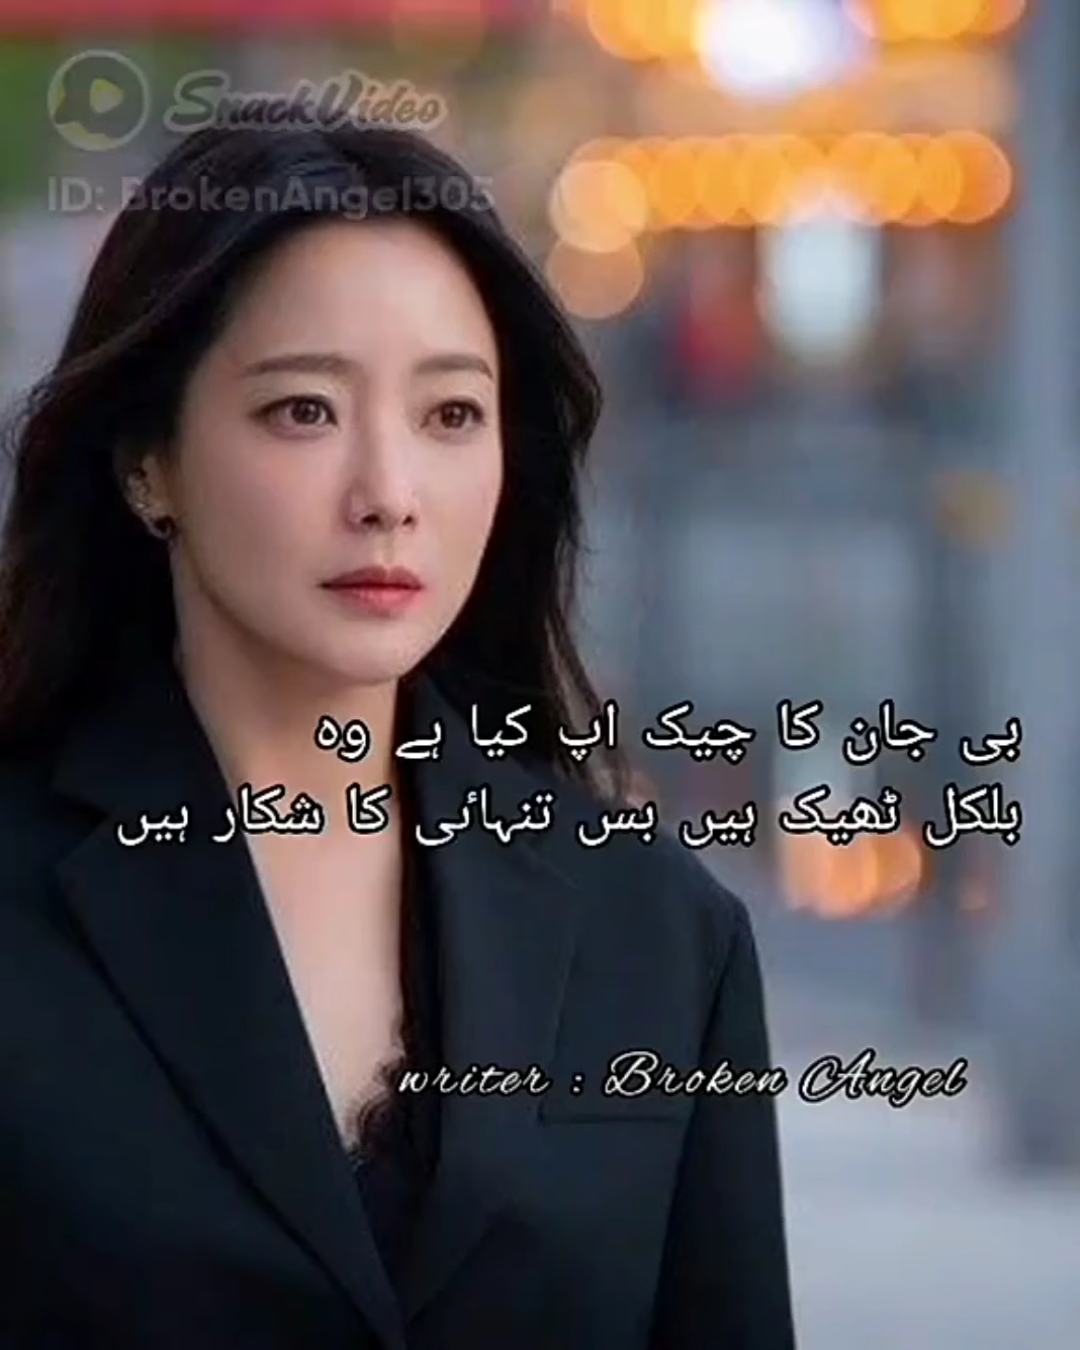 SnackVideo
ID: BrokenAngel305
بی جان کا چیک اپ کیا ہے وہ
بلکل ٹھیک ہیں بس تنہائی کا شکار ہیں
writer : Broken Angel